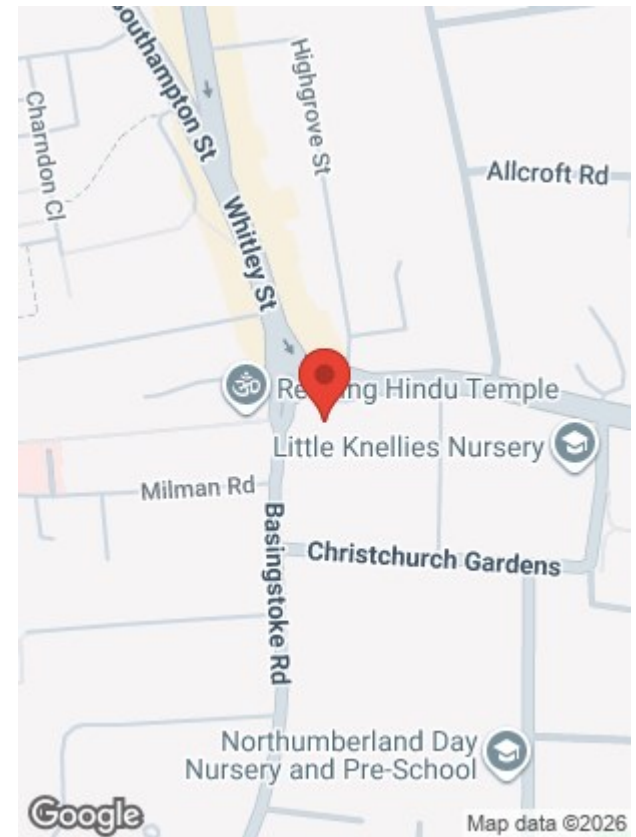 Southampton St
Highgrove St
Charndon Cl
Allcroft Rd
Whitley St
ॐ
Reading Hindu Temple
Little Knellies Nursery
Milman Rd
Basingstoke Rd
Christchurch Gardens
Northumberland Day
Nursery and Pre-School
Google
Map data ©2026